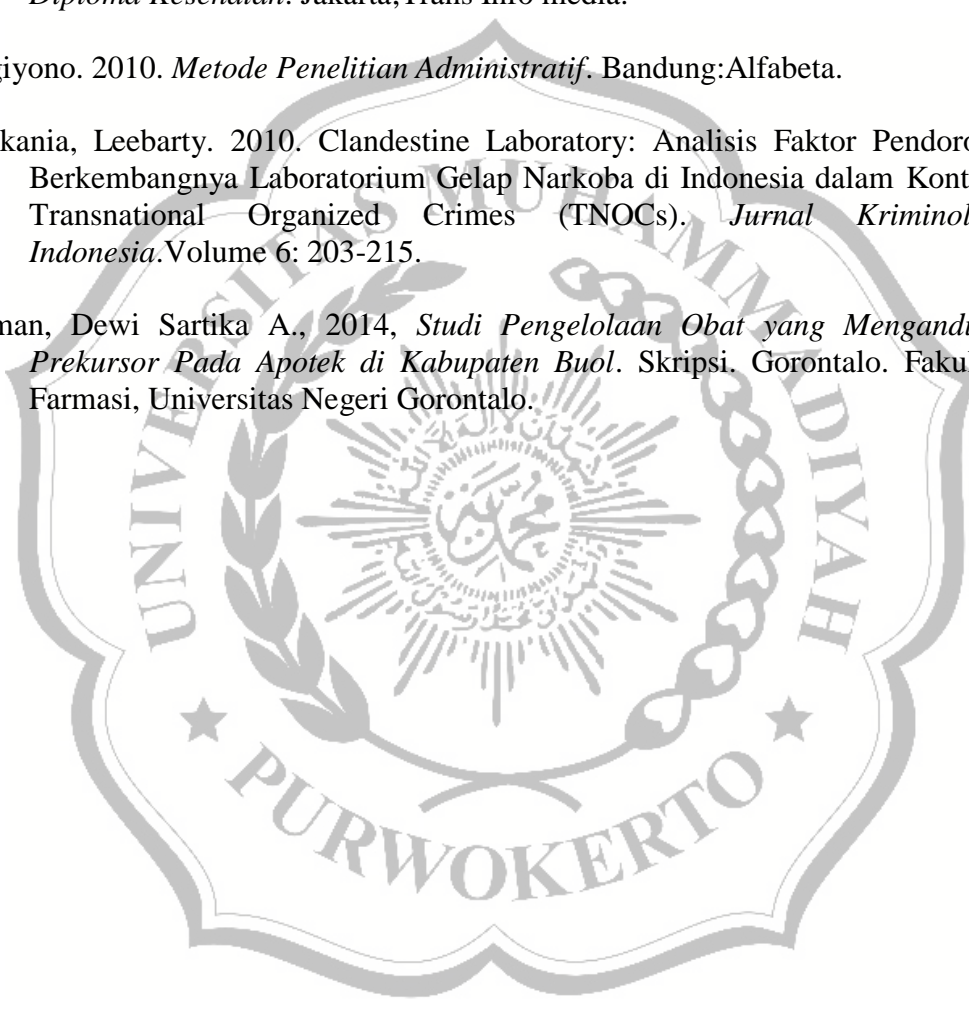 Diploma Kesehatan. Jakarta,Trans Info media.
giyono. 2010. Metode Penelitian Administratif. Bandung:Alfabeta.
kania, Leebarty. 2010. Clandestine Laboratory: Analisis Faktor Pendoro
Berkembangnya Laboratorium Gelap Narkoba di Indonesia dalam Kont
Transnational Organized Crimes (TNOCs). Jurnal Kriminol
Indonesia.Volume 6: 203-215.
man, Dewi Sartika A., 2014, Studi Pengelolaan Obat yang Mengand
Prekursor Pada Apotek di Kabupaten Buol. Skripsi. Gorontalo. Fakul
Farmasi, Universitas Negeri Gorontalo.
UNIVERSITAS MUHAMMADIYAH
PURWOKERTO